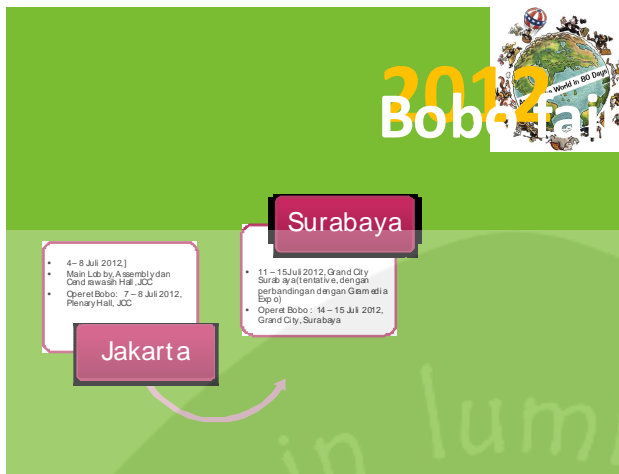 2012
Bobo fair
World in 80 Days
Surabaya
11 – 15 Juli 2012, Grand City
Surabaya (tentative, dengan
perbandingan dengan Gramedia
Expo)
Operet Bobo : 14 – 15 Juli 2012,
Grand City, Surabaya
4 – 8 Juli 2012,]
Main Lobby, Assembly dan
Cendrawasih Hall, JCC
Operet Bobo: 7 – 8 Juli 2012,
Plenary Hall, JCC
Jakarta
in lum